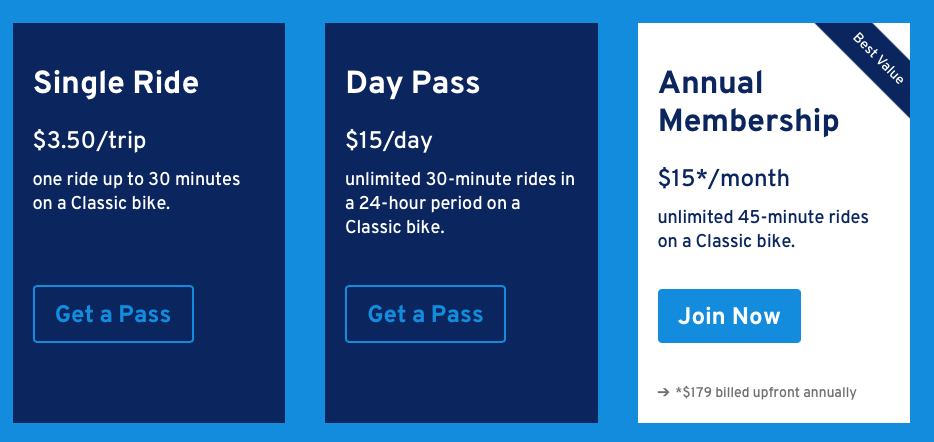 Single Ride
$3.50/trip
one ride up to 30 minutes
on a Classic bike.
Get a Pass
Day Pass
$15/day
unlimited 30-minute rides in
a 24-hour period on a
Classic bike.
Get a Pass
Best Value
Annual
Membership
$15*/month
unlimited 45-minute rides
on a Classic bike.
Join Now
→ *$179 billed upfront annually